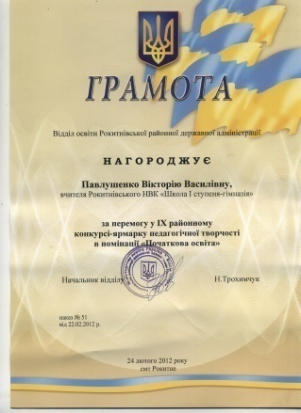 ГРАМОТА
Відділ освіти Рокитнівської районної державної адміністрації
НАГОРОДЖУЄ
Павлушенко Вікторію Василівну,
вчителя Рокитнівського НВК «Школа І ступеня-гімназія»
за перемогу у ІХ районному
конкурсі-ярмарку педагогічної творчості
в номінації «Початкова освіта»
Начальник відділу Н.Трохимчук
наказ № 51
від 22.02.2012 р.
24 лютого 2012 року
смт Рокитне